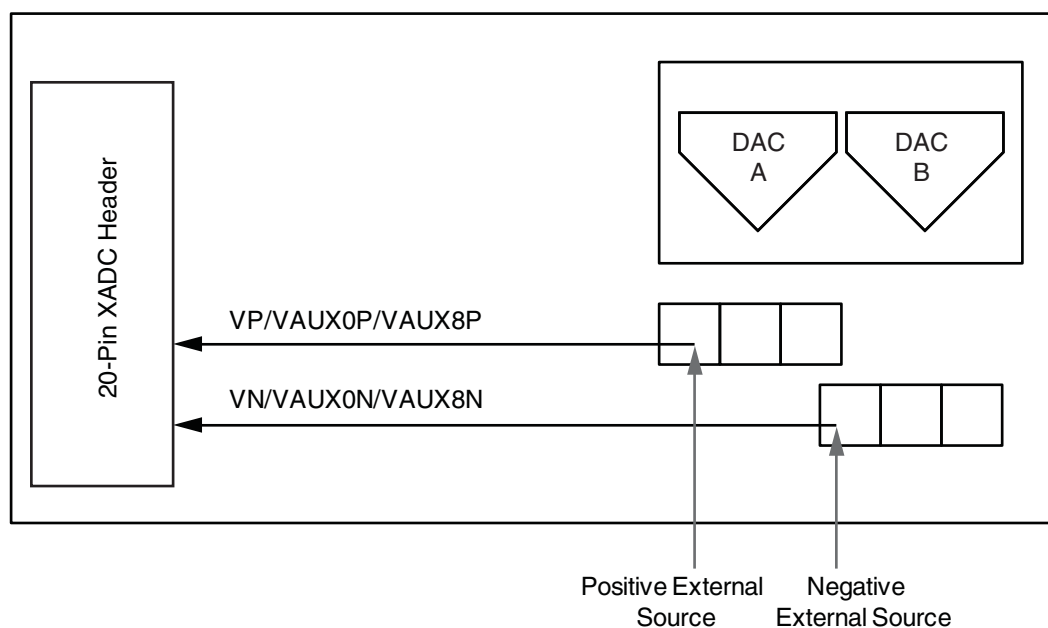 DAC
A
DAC
B
20-Pin XADC Header
VP/VAUX0P/VAUX8P
VN/VAUX0N/VAUX8N
Positive External
Source
Negative
External Source